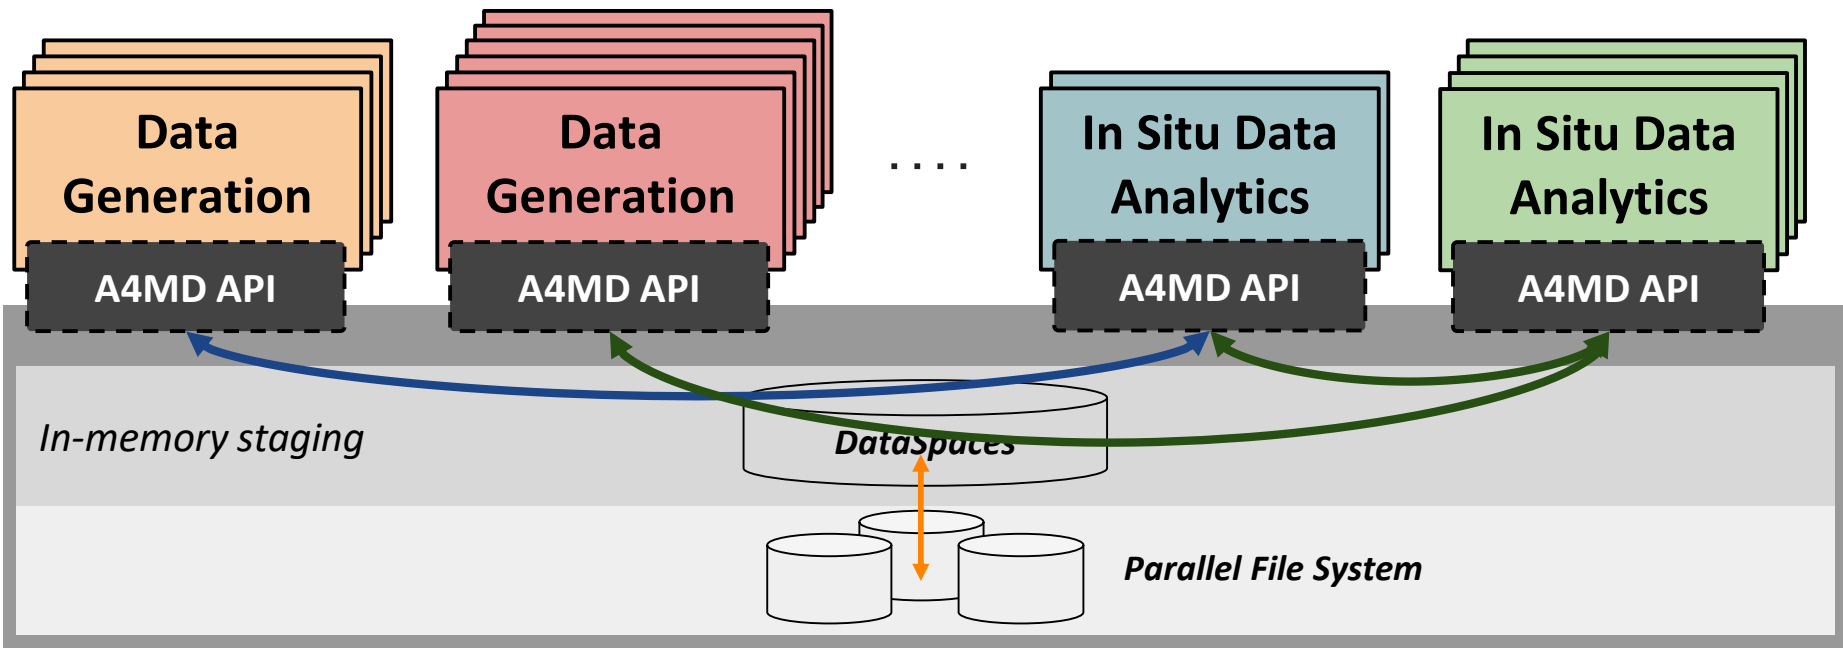 Data
Generation
Data
Generation
. . . .
In Situ Data
Analytics
In Situ Data
Analytics
A4MD API
A4MD API
A4MD API
A4MD API
In-memory staging
DataSpaces
Parallel File System